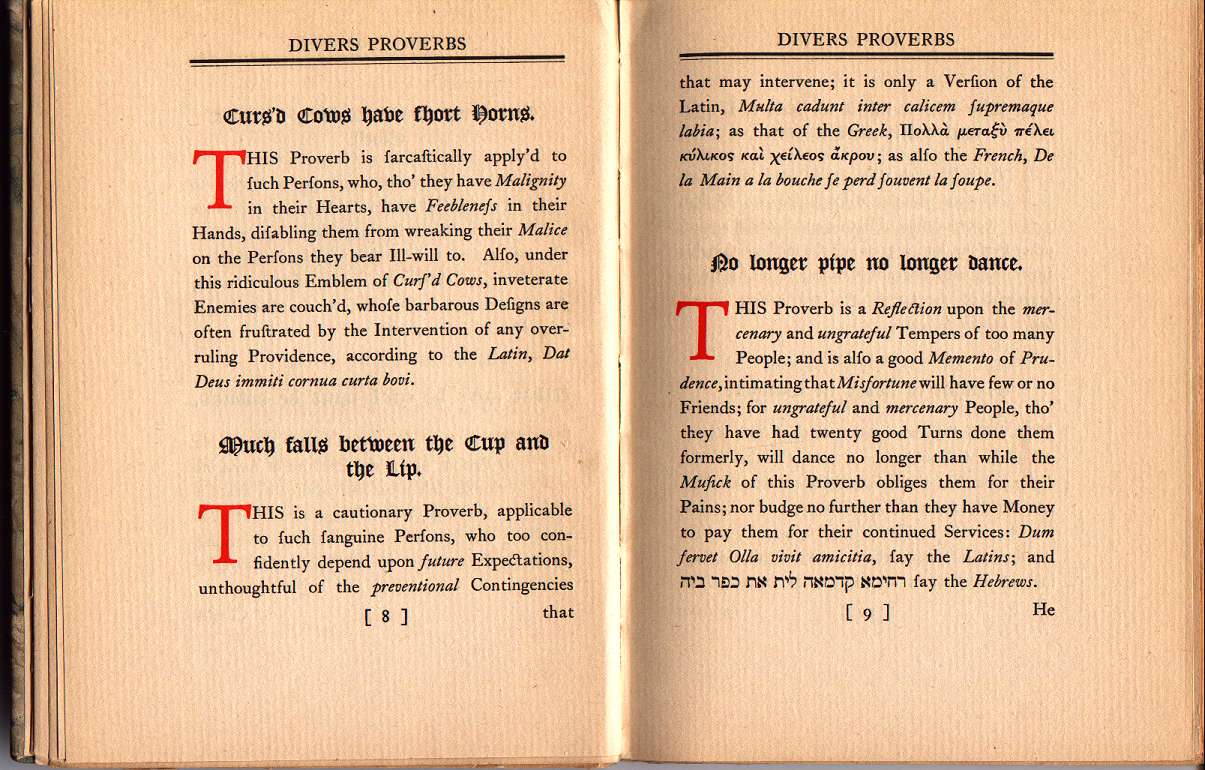 DIVERS PROVERBS
Curs'd Cows have ſhort Horns.
THIS Proverb is ſarcaſtically apply'd to
ſuch Perſons, who, tho' they have Malignity
in their Hearts, have Feebleneſs in their
Hands, diſabling them from wreaking their Malice
on the Perſons they bear Ill-will to. Alſo, under
this ridiculous Emblem of Curſ'd Cows, inveterate
Enemies are couch'd, whoſe barbarous Deſigns are
often fruſtrated by the Intervention of any over-
ruling Providence, according to the Latin, Dat
Deus immiti cornua curta bovi.
Much falls between the Cup and
the Lip.
THIS is a cautionary Proverb, applicable
to ſuch ſanguine Perſons, who too con-
fidently depend upon future Expectations,
unthoughtful of the preventional Contingencies
[ 8 ] that
DIVERS PROVERBS
that may intervene; it is only a Verſion of the
Latin, Multa cadunt inter calicem ſupremaque
labia; as that of the Greek, Πολλὰ μεταξὺ πέλει
κύλικος καὶ χείλεος ἄκρου; as alſo the French, De
la Main a la bouche ſe perd ſouvent la ſoupe.
No longer pipe no longer dance.
THIS Proverb is a Reflection upon the mer-
cenary and ungrateful Tempers of too many
People; and is alſo a good Memento of Pru-
dence, intimating that Misfortune will have few or no
Friends; for ungrateful and mercenary People, tho'
they have had twenty good Turns done them
formerly, will dance no longer than while the
Muſick of this Proverb obliges them for their
Pains; nor budge no further than they have Money
to pay them for their continued Services: Dum
fervet Olla vivit amicitia, ſay the Latins; and
רחימא קדמאה לית את כפר ביה ſay the Hebrews.
[ 9 ] He